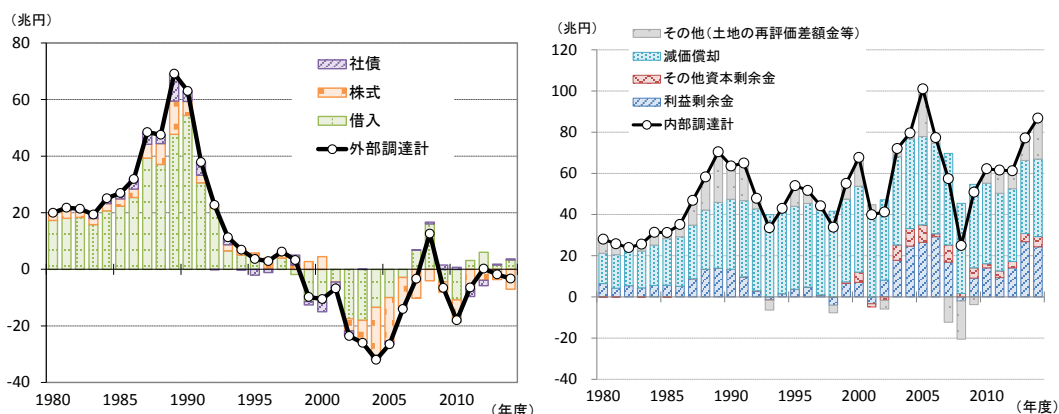 （兆円）
80
60
40
20
0
-20
-40
1980
1985
1990
1995
2000
2005
2010
（年度）
社債
株式
借入
外部調達計
（兆円）
120
100
80
60
40
20
0
-20
-40
1980
1985
1990
1995
2000
2005
2010
（年度）
その他（土地の再評価差額金等）
減価償却
その他資本剰余金
利益剰余金
内部調達計